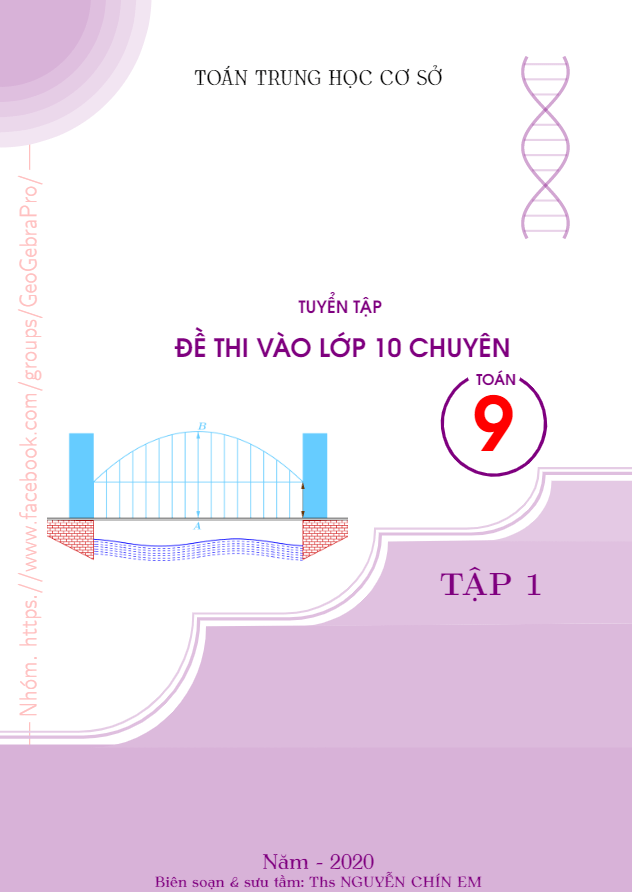 TOÁN TRUNG HỌC CƠ SỞ
Nhóm. https.//www.facebook.com/groups/GeoGebraPro/
TUYỂN TẬP
ĐỀ THI VÀO LỚP 10 CHUYÊN
TOÁN
9
B
A
TẬP 1
Năm - 2020
Biên soạn & sưu tầm: Ths NGUYỄN CHÍN EM